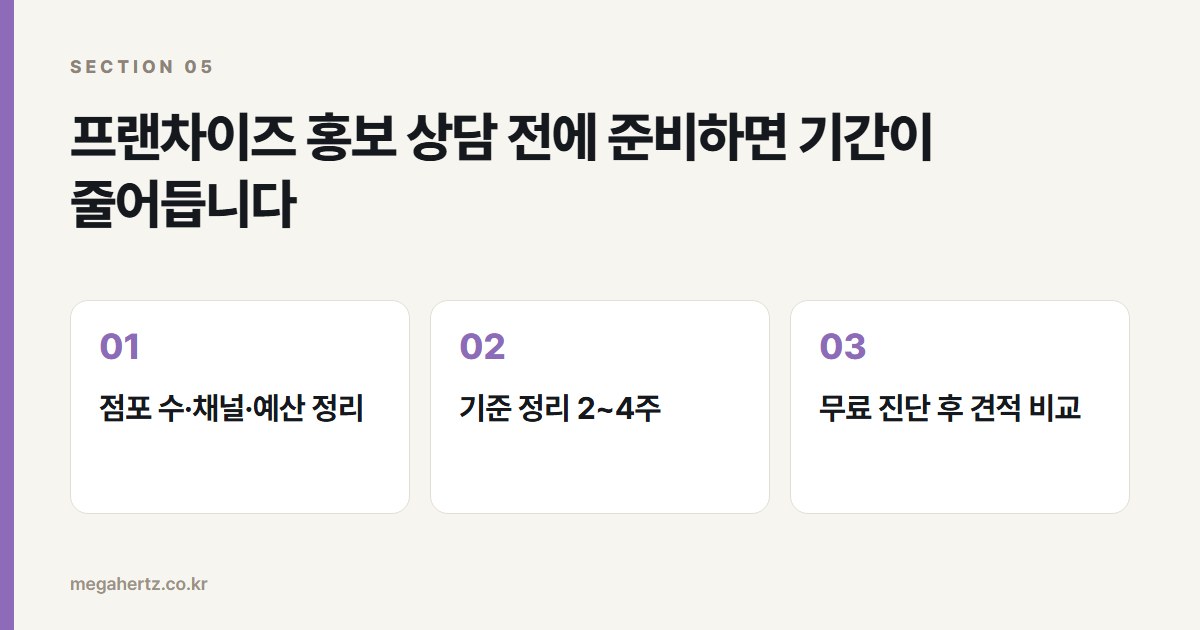 SECTION 05
프랜차이즈 홍보 상담 전에 준비하면 기간이
줄어듭니다
01
점포 수·채널·예산 정리
02
기준 정리 2~4주
03
무료 진단 후 견적 비교
megahertz.co.kr